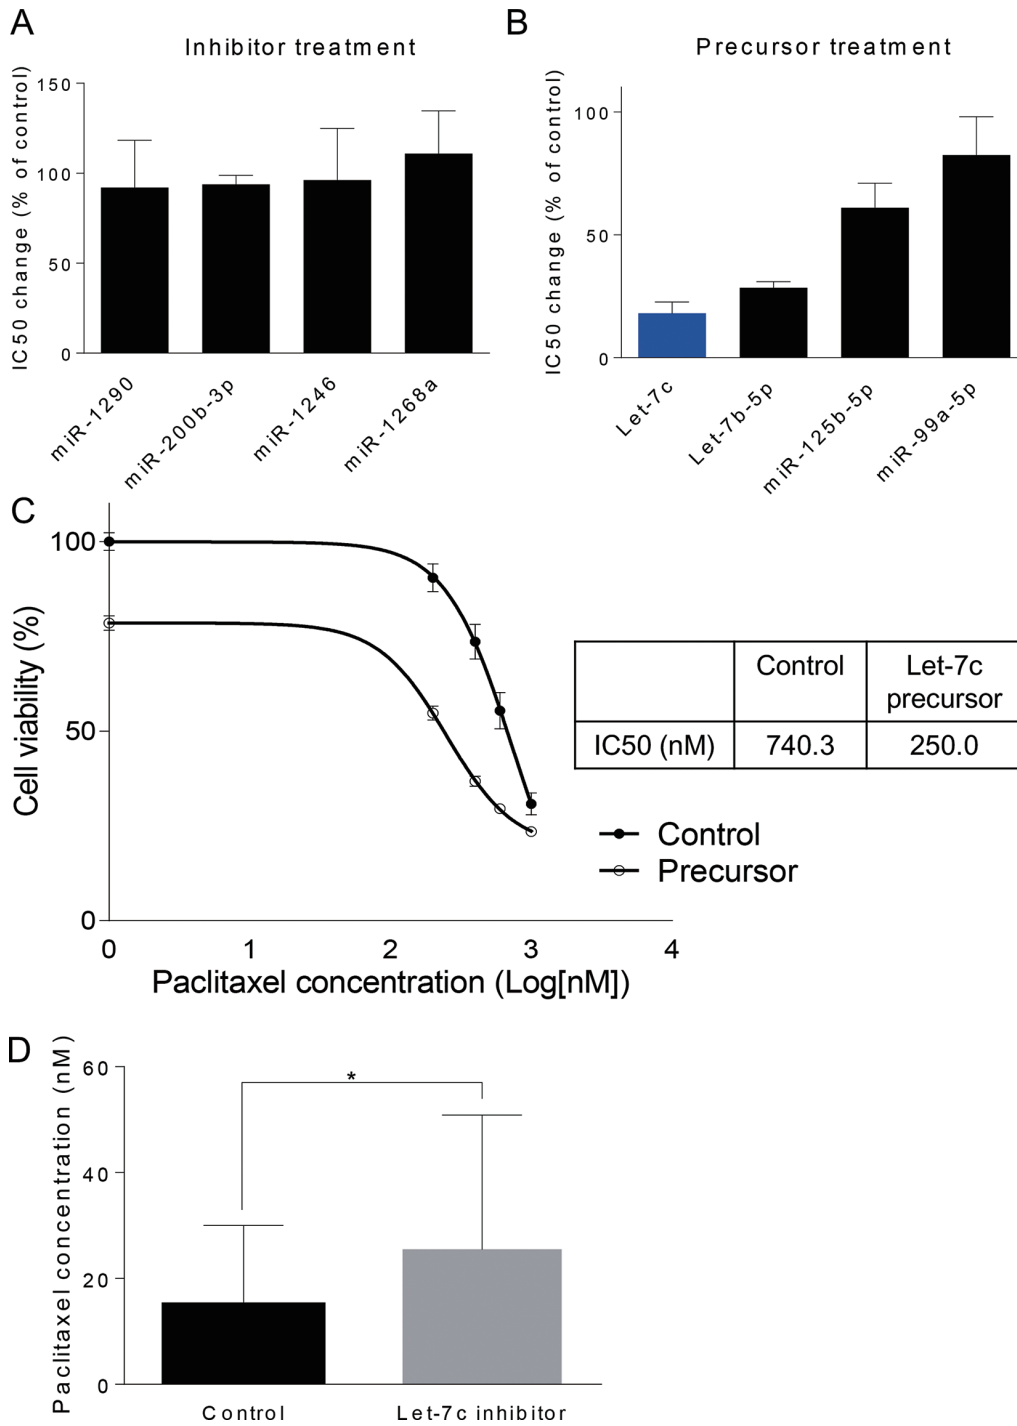 A
Inhibitor treatment
IC50 change (% of control)
150
100
50
0
miR-1290
miR-200b-3p
miR-1246
miR-1268a
B
Precursor treatment
IC50 change (% of control)
100
50
0
Let-7c
Let-7b-5p
miR-125b-5p
miR-99a-5p
C
Cell viability (%)
100
50
0
0 1 2 3 4
Paclitaxel concentration (Log[nM])
Control Let-7c
precursor
IC50 (nM) 740.3 250.0
Control
Precursor
D
Paclitaxel concentration (nM)
60
40
20
0
*
Control Let-7c inhibitor